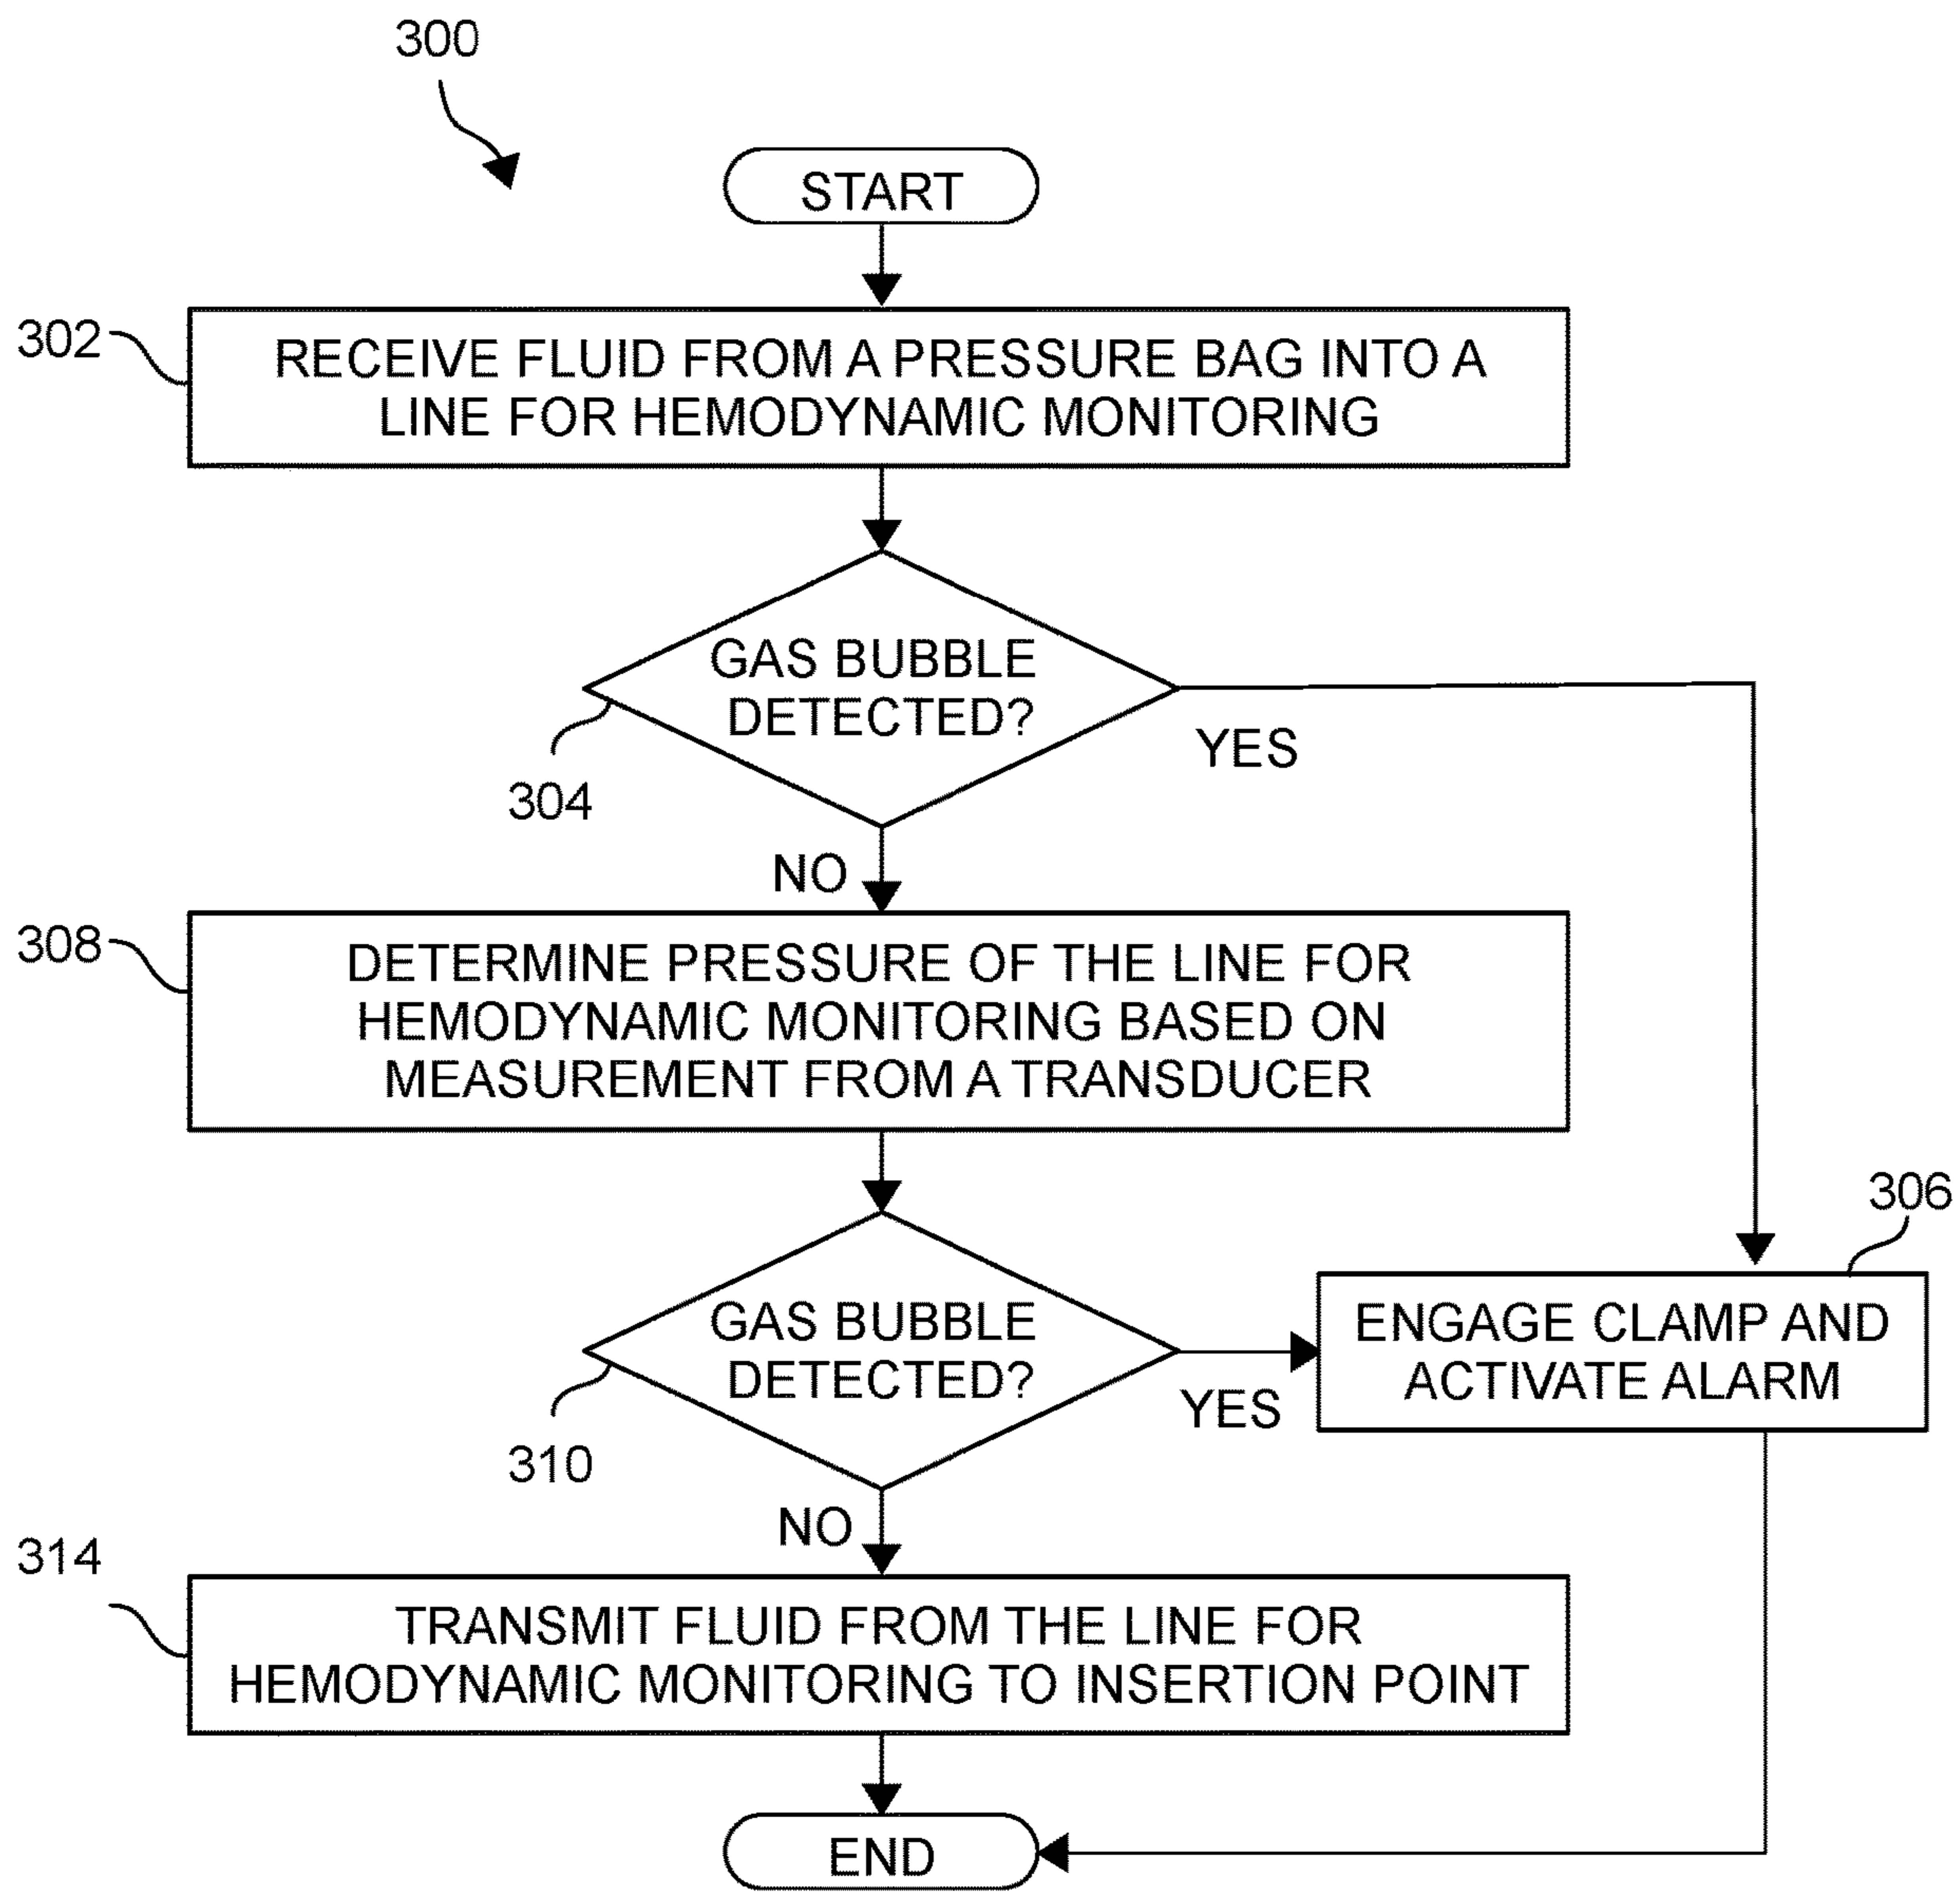 300
START
302
RECEIVE FLUID FROM A PRESSURE BAG INTO A
LINE FOR HEMODYNAMIC MONITORING
GAS BUBBLE
DETECTED?
YES
304
NO
308
DETERMINE PRESSURE OF THE LINE FOR
HEMODYNAMIC MONITORING BASED ON
MEASUREMENT FROM A TRANSDUCER
306
GAS BUBBLE
DETECTED?
ENGAGE CLAMP AND
ACTIVATE ALARM
YES
310
NO
314
TRANSMIT FLUID FROM THE LINE FOR
HEMODYNAMIC MONITORING TO INSERTION POINT
END